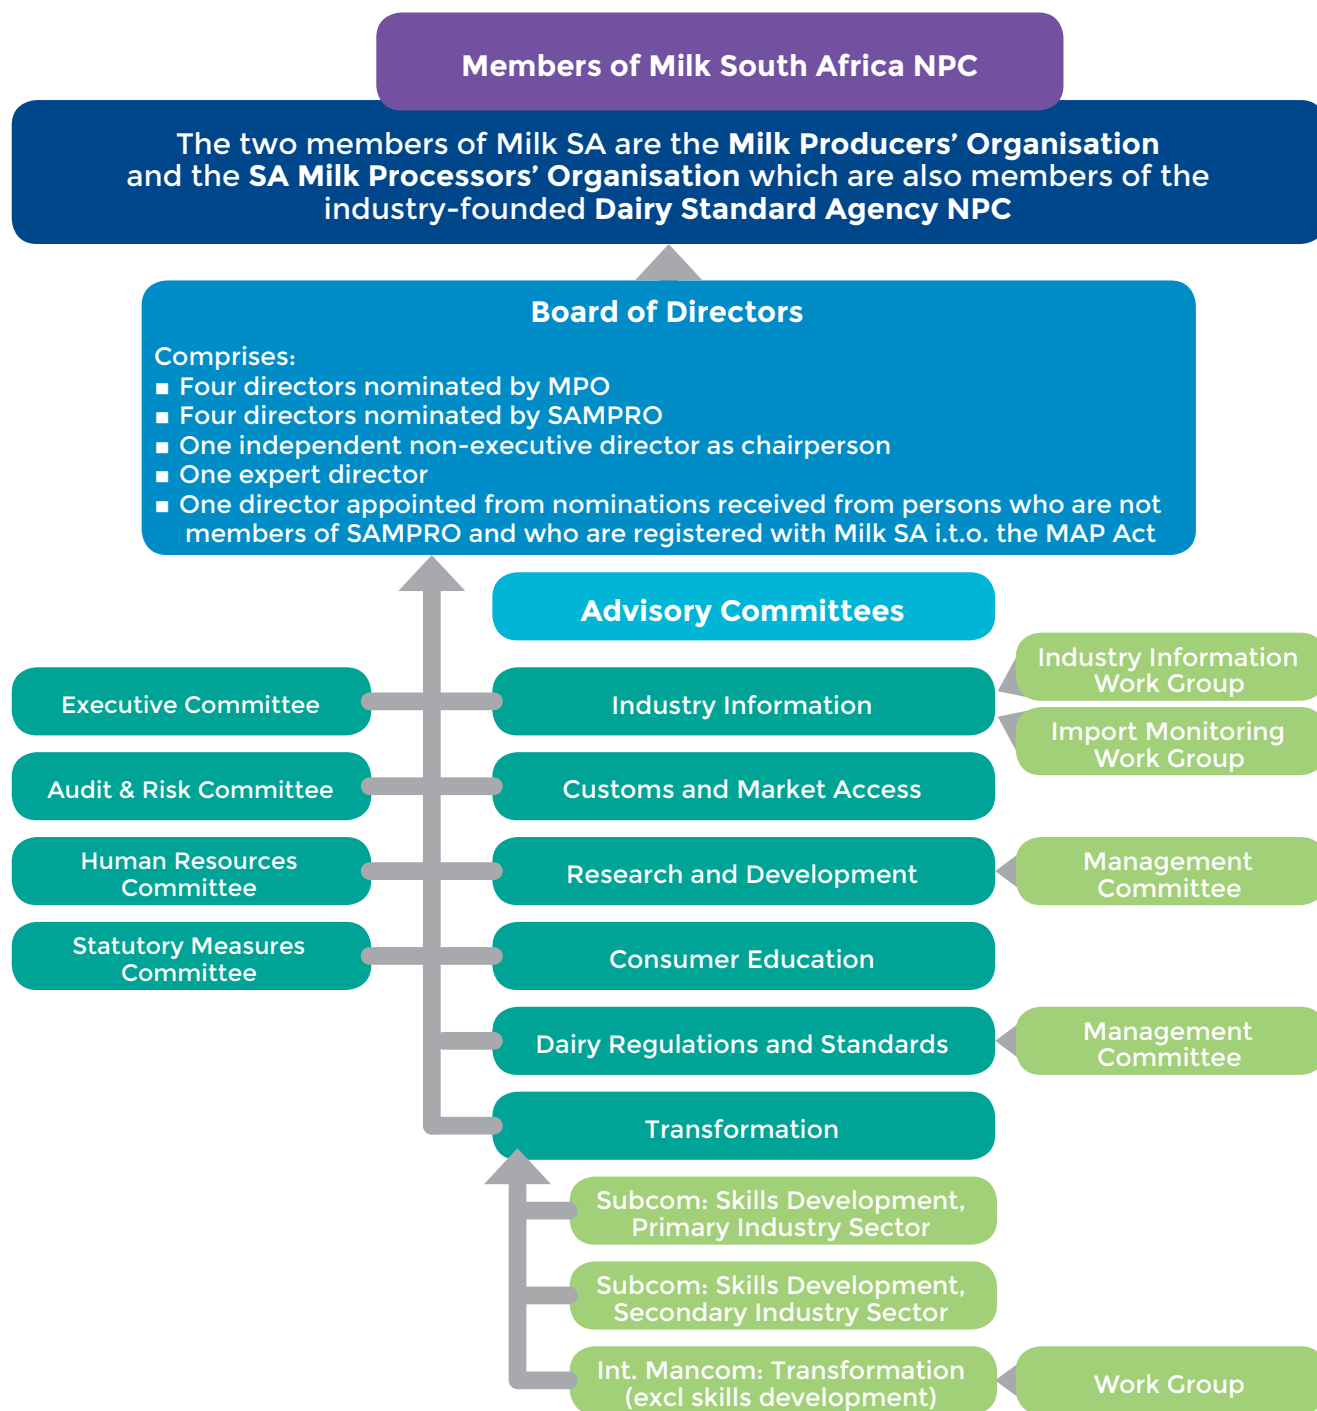 Members of Milk South Africa NPC
The two members of Milk SA are the Milk Producers’ Organisation
and the SA Milk Processors’ Organisation which are also members of the
industry-founded Dairy Standard Agency NPC
Board of Directors
Comprises:
▪ Four directors nominated by MPO
▪ Four directors nominated by SAMPRO
▪ One independent non-executive director as chairperson
▪ One expert director
▪ One director appointed from nominations received from persons who are not
members of SAMPRO and who are registered with Milk SA i.t.o. the MAP Act
Advisory Committees
Executive Committee
Audit & Risk Committee
Human Resources
Committee
Statutory Measures
Committee
Industry Information
Industry Information
Work Group
Import Monitoring
Work Group
Customs and Market Access
Research and Development
Management
Committee
Consumer Education
Dairy Regulations and Standards
Management
Committee
Transformation
Subcom: Skills Development,
Primary Industry Sector
Subcom: Skills Development,
Secondary Industry Sector
Int. Mancom: Transformation
(excl skills development)
Work Group